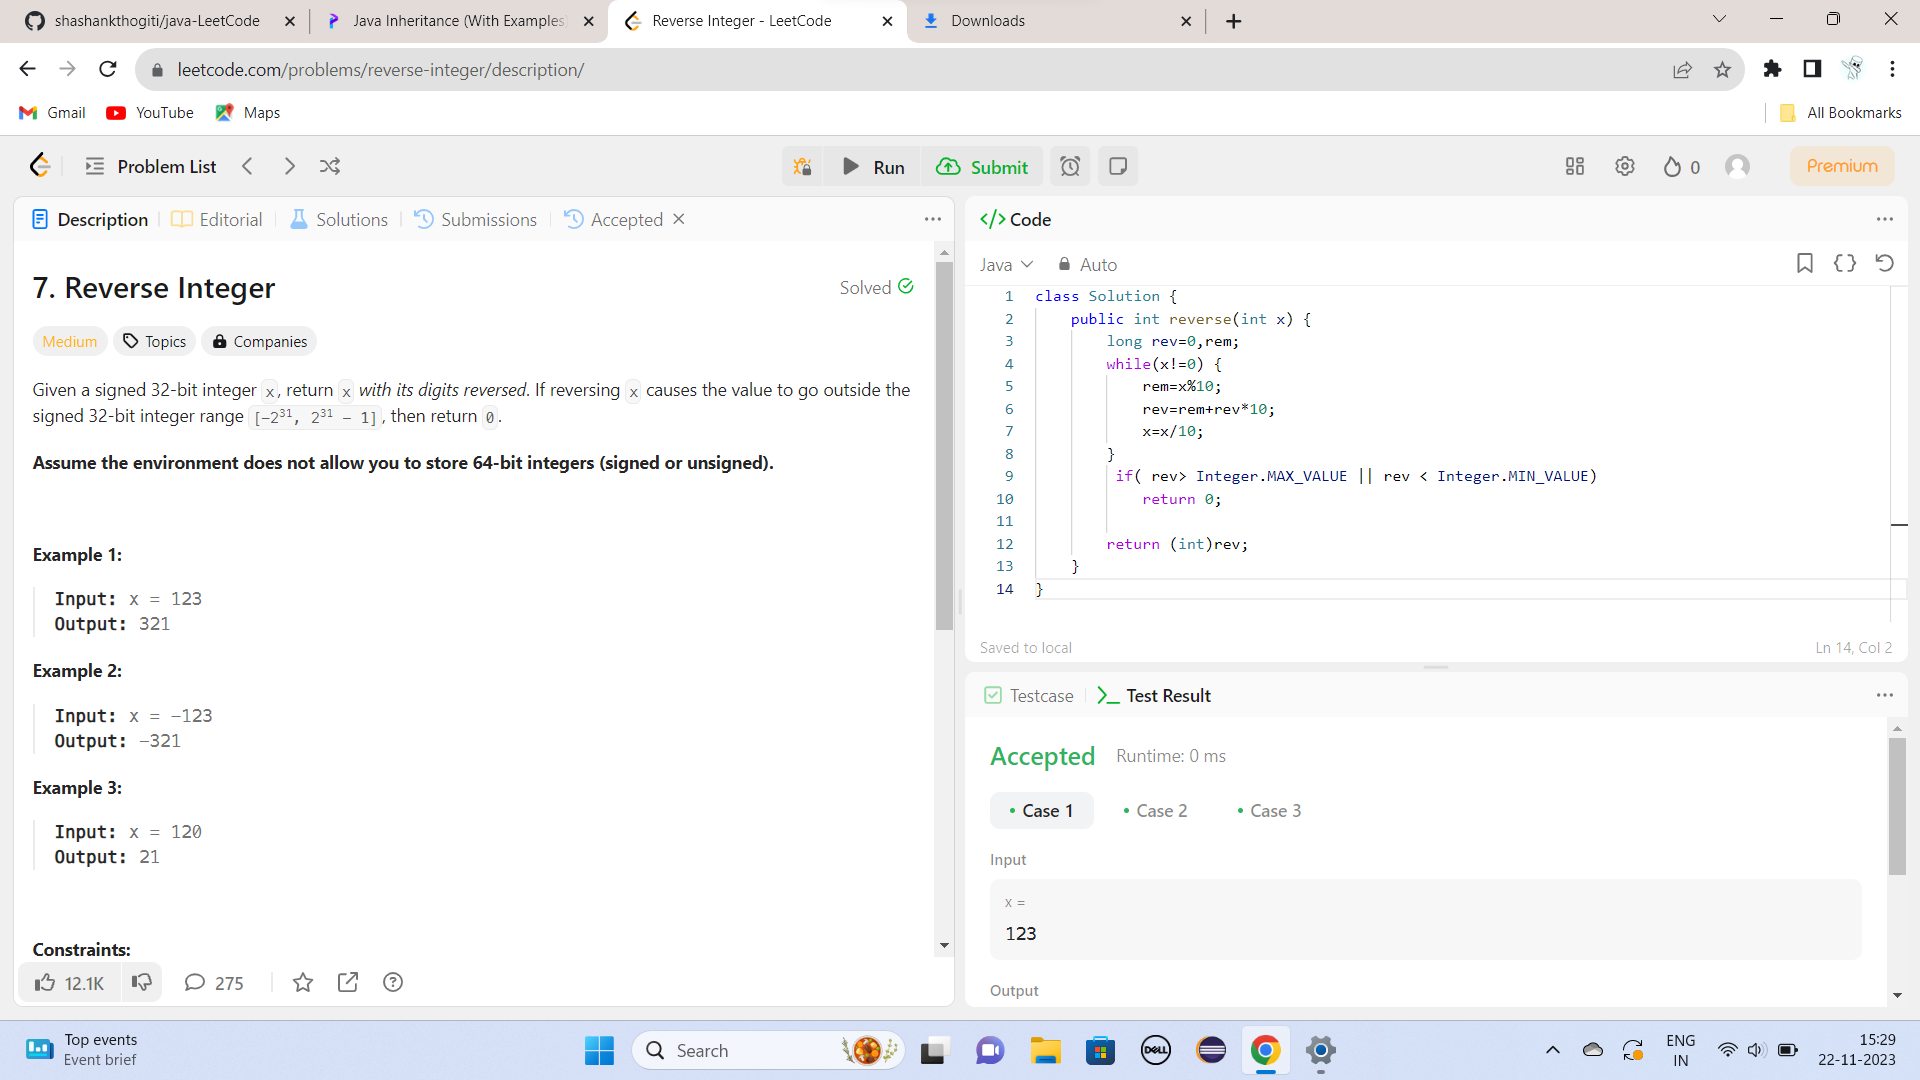 shashankthogiti/java-LeetCode
Java Inheritance (With Examples)
Reverse Integer - LeetCode
Downloads
leetcode.com/problems/reverse-integer/description/
Gmail
YouTube
Maps
All Bookmarks
Problem List
Run
Submit
0
Premium
Description
Editorial
Solutions
Submissions
Accepted
7. Reverse Integer
Solved
Medium
Topics
Companies
Given a signed 32-bit integer x, return x with its digits reversed. If reversing x causes the value to go outside the
signed 32-bit integer range [-2³¹, 2³¹ - 1], then return 0.
Assume the environment does not allow you to store 64-bit integers (signed or unsigned).
Example 1:
Input: x = 123
Output: 321
Example 2:
Input: x = -123
Output: -321
Example 3:
Input: x = 120
Output: 21
Constraints:
12.1K
275
</> Code
Java
Auto
1 class Solution {
2 public int reverse(int x) {
3 long rev=0,rem;
4 while(x!=0) {
5 rem=x%10;
6 rev=rem+rev*10;
7 x=x/10;
8 }
9 if( rev> Integer.MAX_VALUE || rev < Integer.MIN_VALUE)
10 return 0;
11
12 return (int)rev;
13 }
14 }
Saved to local
Ln 14, Col 2
Testcase
Test Result
Accepted
Runtime: 0 ms
Case 1
Case 2
Case 3
Input
x =
123
Output
Top events
Event brief
Search
DELL
ENG
IN
15:29
22-11-2023